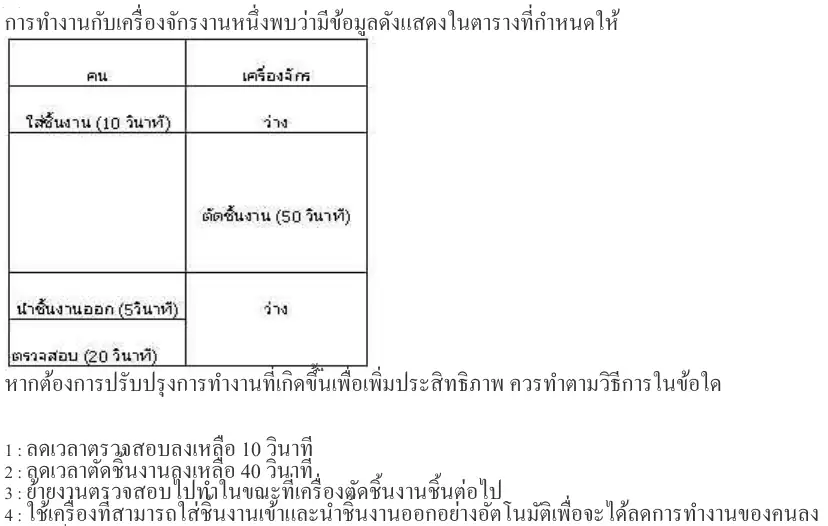 การทำงานกับเครื่องจักรงานหนึ่งพบว่ามีข้อมูลดังแสดงในตารางที่กำหนดให้
คน เครื่องจักร
ใส่ชิ้นงาน (10 วินาที) ว่าง
ตัดชิ้นงาน (50 วินาที)
นำชิ้นงานออก (5วินาที) ว่าง
ตรวจสอบ (20 วินาที)
หากต้องการปรับปรุงการทำงานที่เกิดขึ้นเพื่อเพิ่มประสิทธิภาพ ควรทำตามวิธีการในข้อใด
1 : ลดเวลาตรวจสอบลงเหลือ 10 วินาที
2 : ลดเวลาตัดชิ้นงานลงเหลือ 40 วินาที
3 : ย้ายงานตรวจสอบไปทำในขณะที่เครื่องตัดชิ้นงานชิ้นต่อไป
4 : ใช้เครื่องที่สามารถใส่ชิ้นงานเข้าและนำชิ้นงานออกอย่างอัตโนมัติเพื่อจะได้ลดการทำงานของคนลง